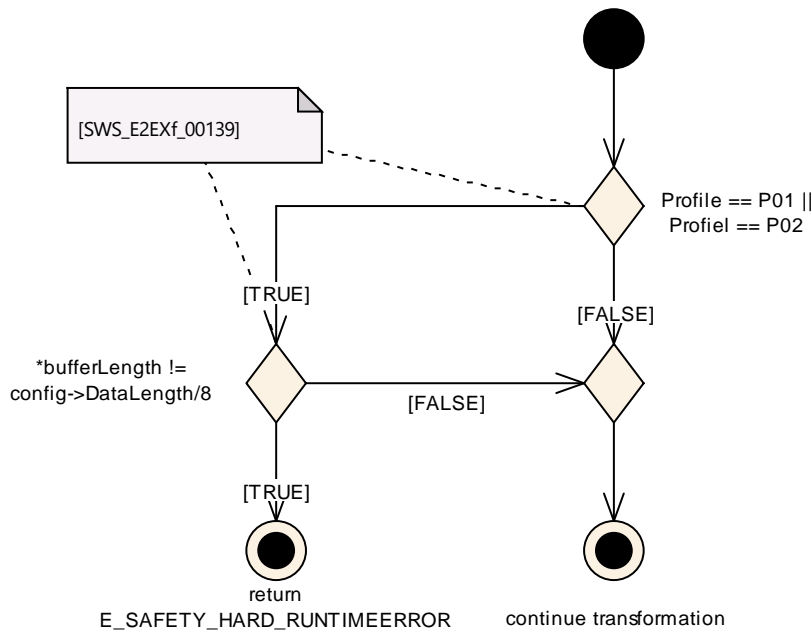 [SWS_E2EXf_00139]
Profile == P01 ||
Profiel == P02
[TRUE]
[FALSE]
*bufferLength !=
config->DataLength/8
[FALSE]
[TRUE]
return
E_SAFETY_HARD_RUNTIMEERROR
continue transformation